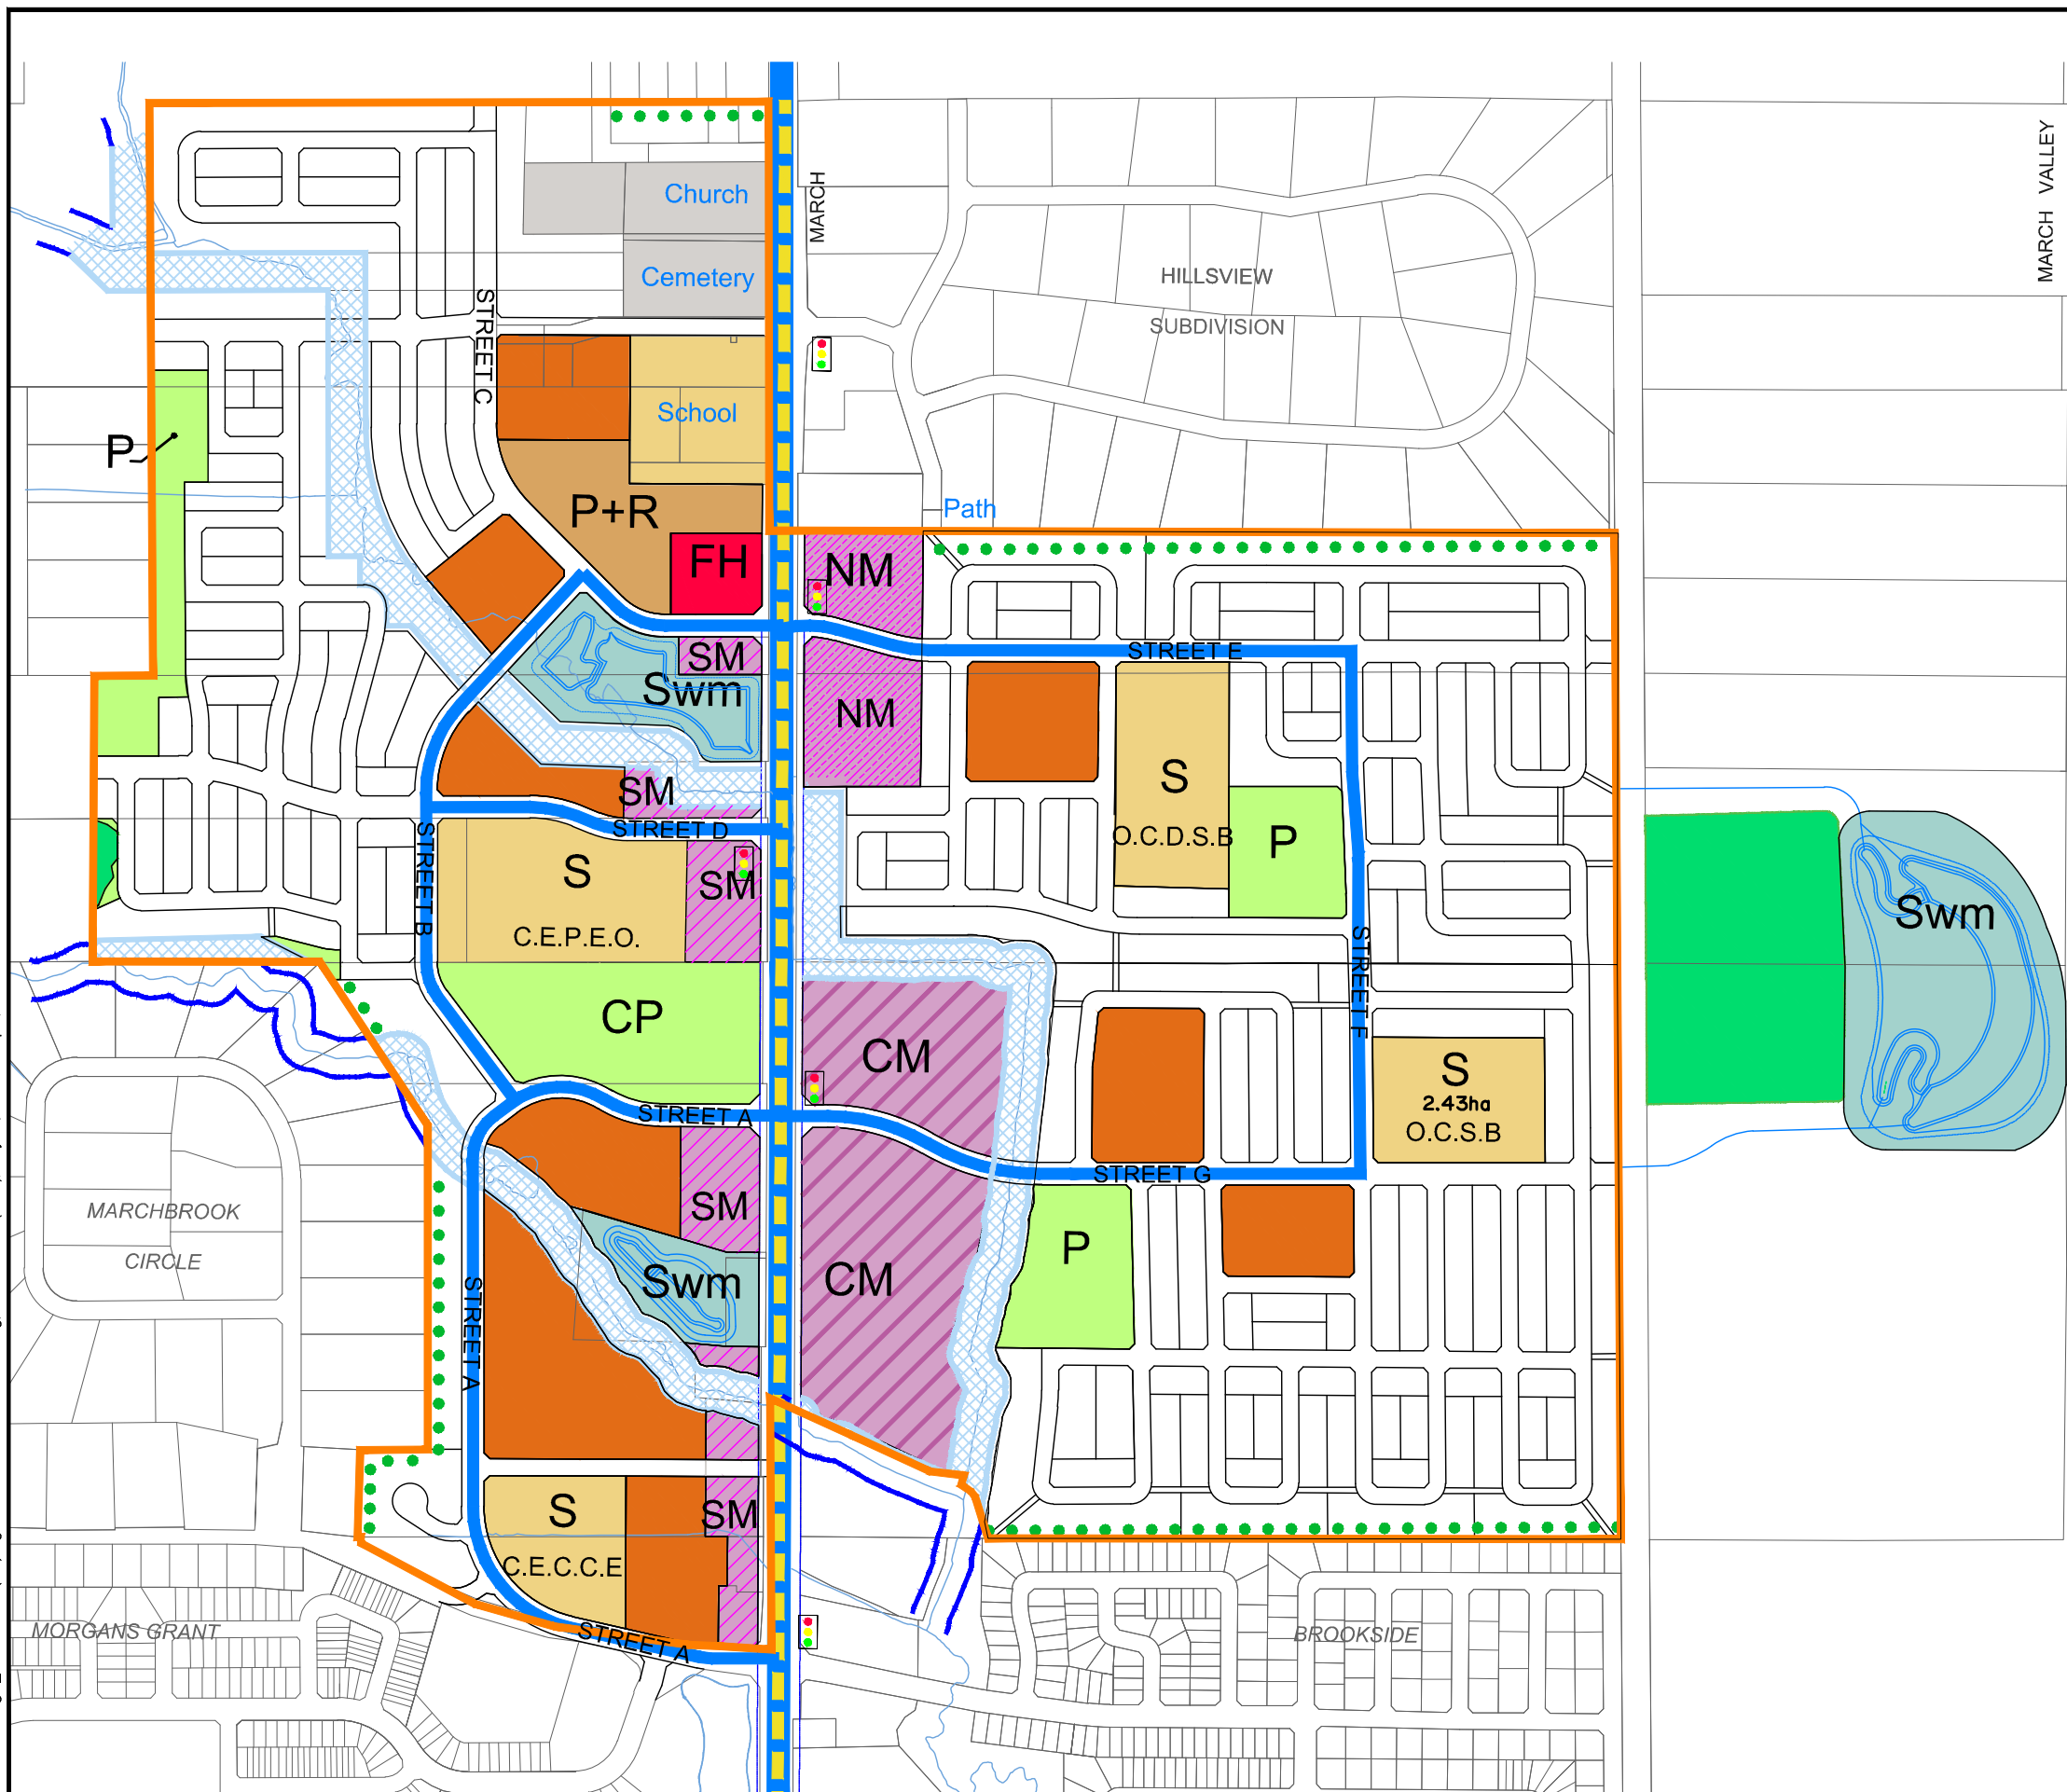 Church
MARCH
MARCH VALLEY
Cemetery
HILLSVIEW
SUBDIVISION
STREET C
School
P
P+R
Path
FH
NM
STREET E
SM
Swm
NM
S
SM
STREET D
O.C.D.S.B
P
STREET B
S
SM
C.E.P.E.O.
Swm
STREET F
CP
CM
S
2.43ha
O.C.S.B
STREET A
STREET G
MARCHBROOK
CIRCLE
SM
P
Swm
CM
STREET A
S
SM
C.E.C.C.E
MORGANS GRANT
STREET A
BROOKSIDE